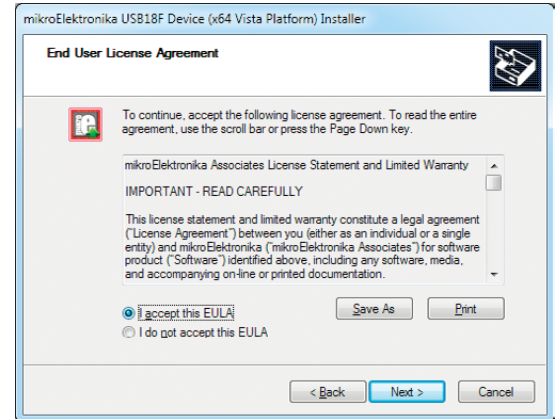 mikroElektronika USB18F Device (x64 Vista Platform) Installer
End User License Agreement
To continue, accept the following license agreement. To read the entire
agreement, use the scroll bar or press the Page Down key.
mikroElektronika Associates License Statement and Limited Warranty
IMPORTANT - READ CAREFULLY
This license statement and limited warranty constitute a legal agreement
("License Agreement") between you (either as an individual or a single
entity) and mikroElektronika ("mikroElektronika Associates") for software
product ("Software") identified above, including any software, media,
and accompanying on-line or printed documentation.
I accept this EULA
I do not accept this EULA
Save As
Print
< Back
Next >
Cancel